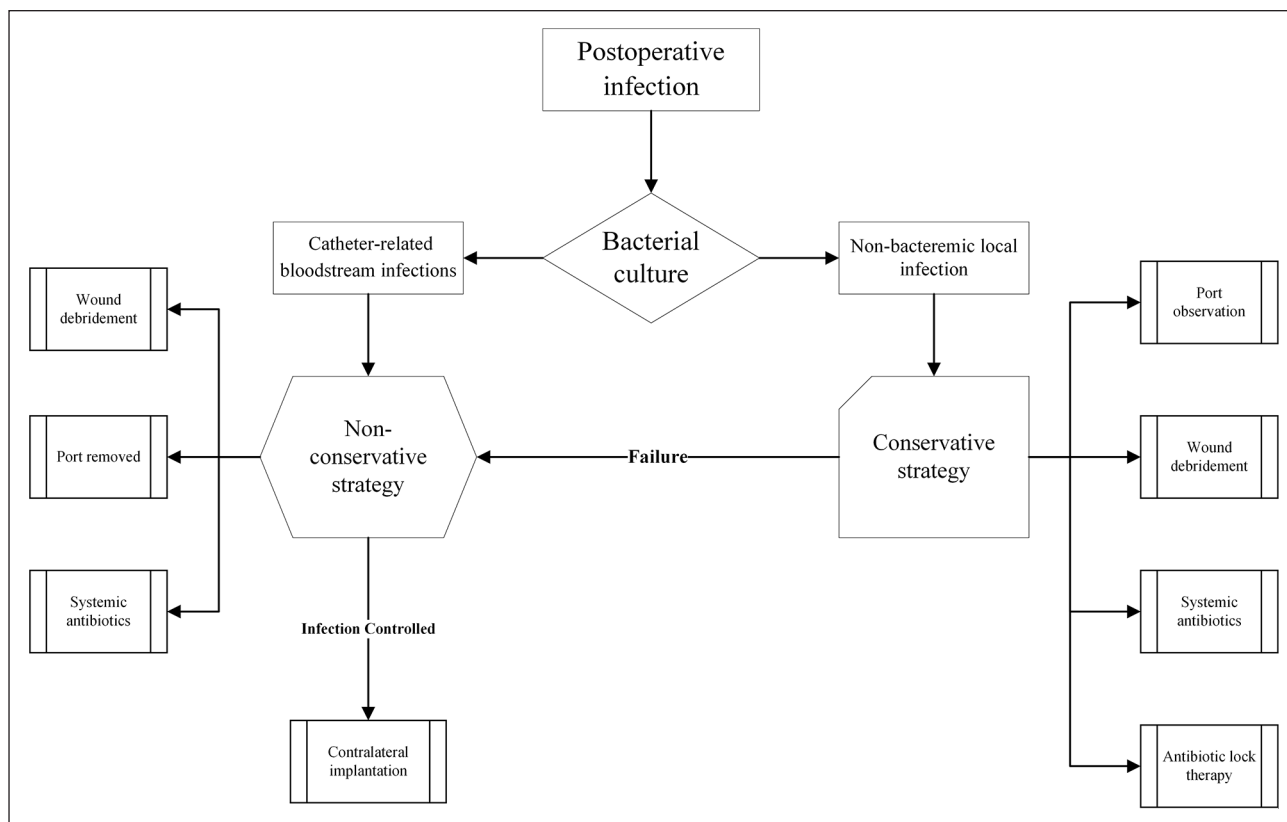 Postoperative
infection
Bacterial
culture
Catheter-related
bloodstream infections
Non-bacteremic local
infection
Wound
debridement
Port removed
Systemic
antibiotics
Non-
conservative
strategy
Failure
Conservative
strategy
Port
observation
Wound
debridement
Systemic
antibiotics
Antibiotic lock
therapy
Infection Controlled
Contralateral
implantation